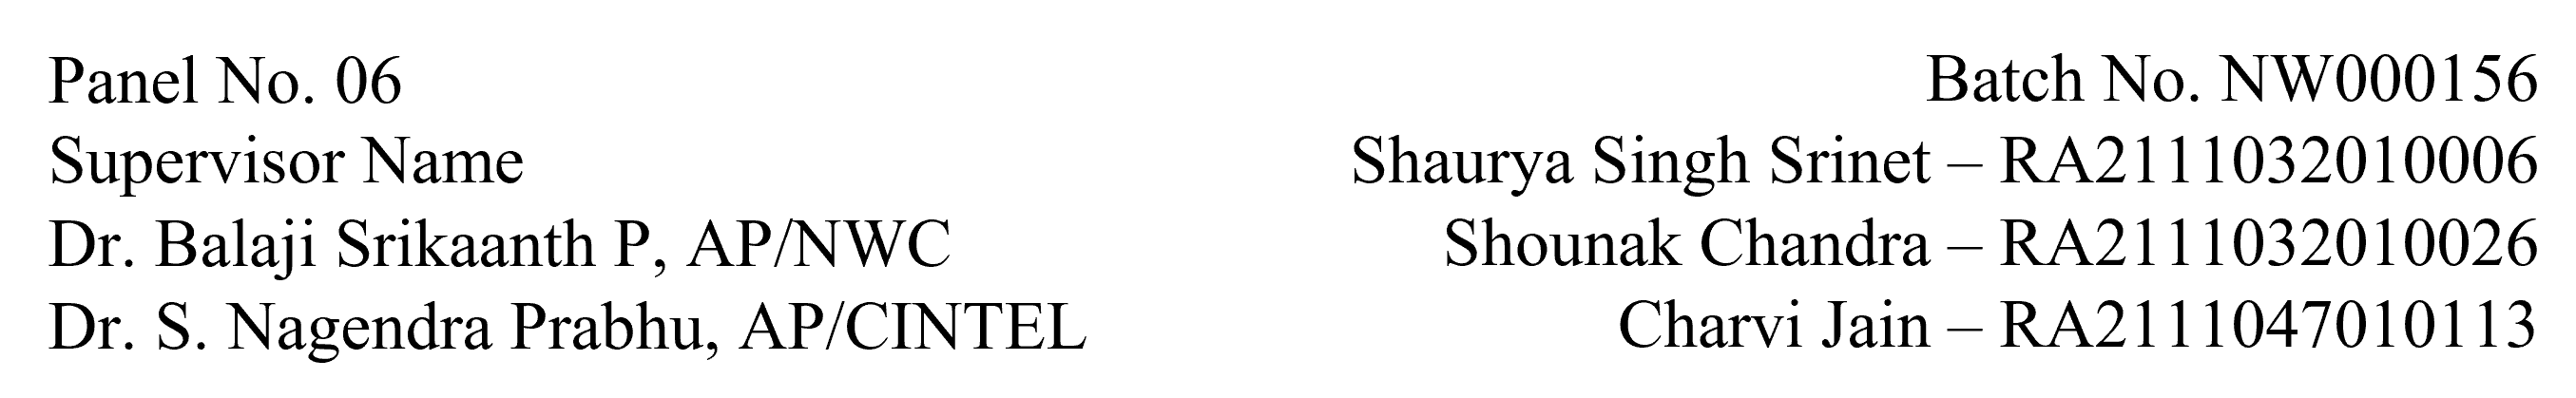 Panel No. 06
Supervisor Name
Dr. Balaji Srikaanth P, AP/NWC
Dr. S. Nagendra Prabhu, AP/CINTEL
Batch No. NW000156
Shaurya Singh Srinet – RA2111032010006
Shounak Chandra – RA2111032010026
Charvi Jain – RA2111047010113